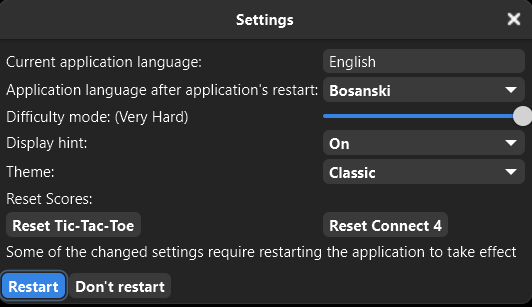 Settings
Current application language: English
Application language after application's restart: Bosanski
Difficulty mode: (Very Hard)
Display hint: On
Theme: Classic
Reset Scores:
Reset Tic-Tac-Toe Reset Connect 4
Some of the changed settings require restarting the application to take effect
Restart Don't restart